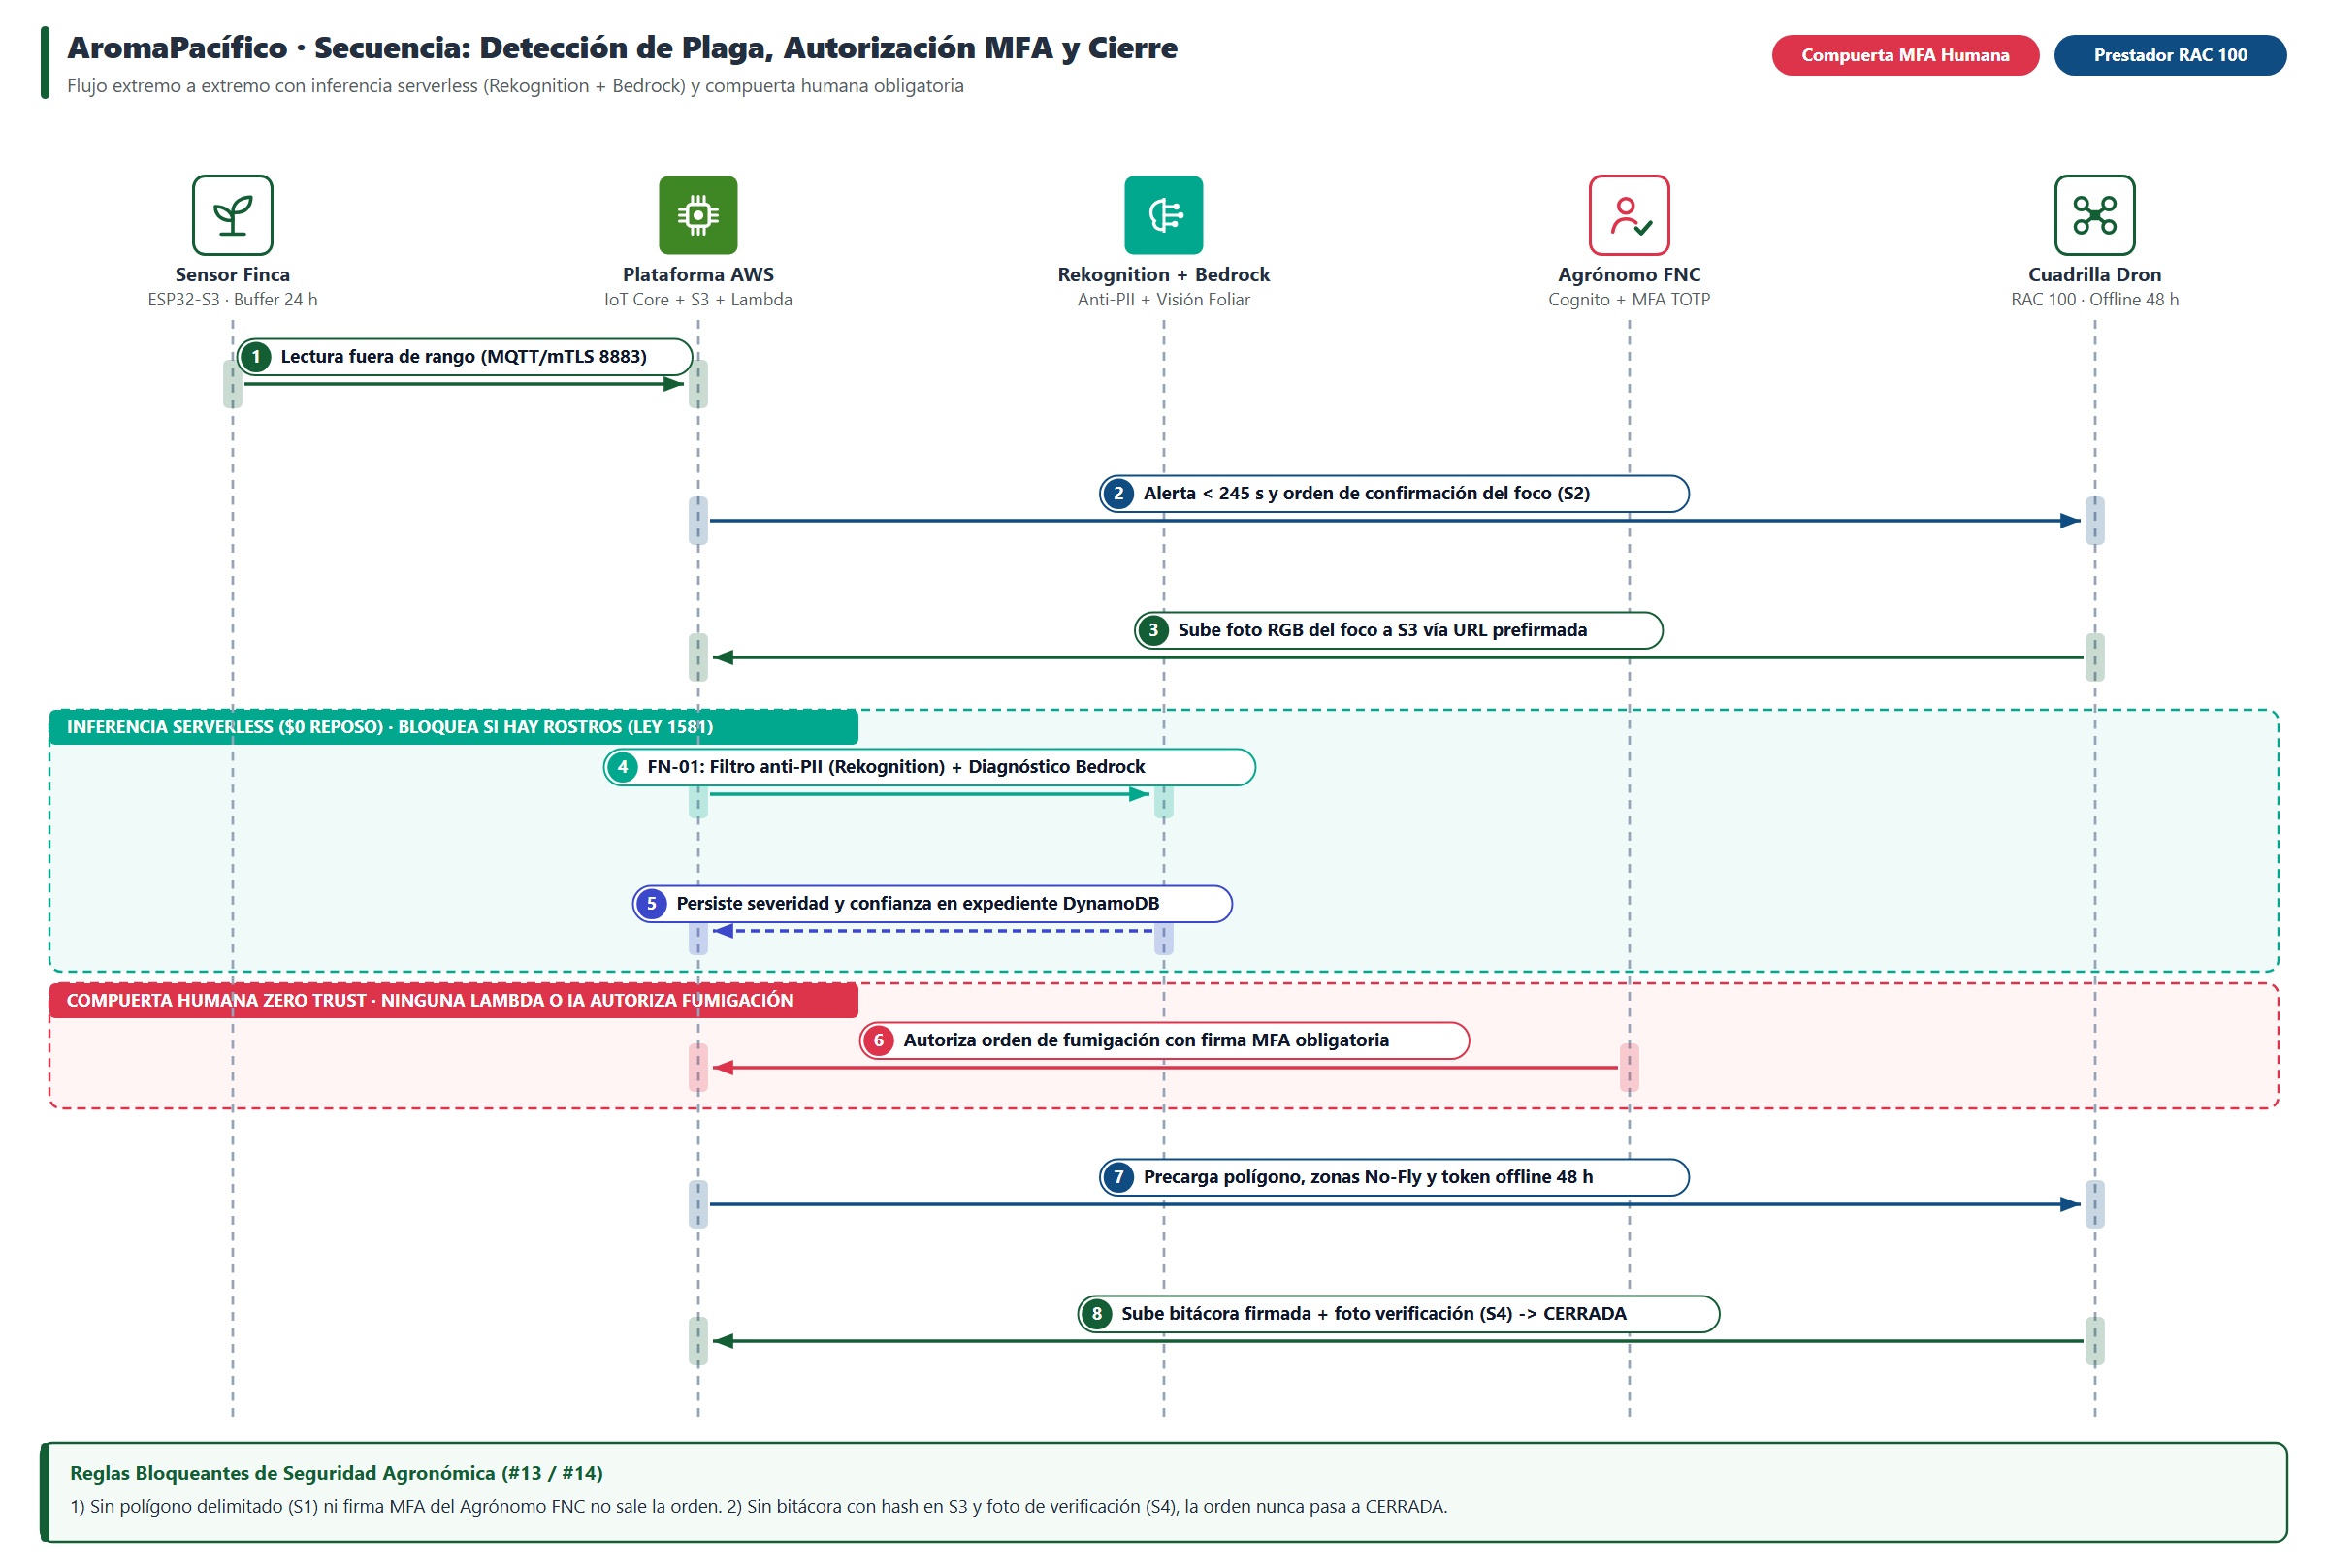 AromaPacífico · Secuencia: Detección de Plaga, Autorización MFA y Cierre
Flujo extremo a extremo con inferencia serverless (Rekognition + Bedrock) y compuerta humana obligatoria
Compuerta MFA Humana
Prestador RAC 100
Sensor Finca
ESP32-S3 · Buffer 24 h
Plataforma AWS
IoT Core + S3 + Lambda
Rekognition + Bedrock
Anti-PII + Visión Foliar
Agrónomo FNC
Cognito + MFA TOTP
Cuadrilla Dron
RAC 100 · Offline 48 h
1 Lectura fuera de rango (MQTT/mTLS 8883)
2 Alerta < 245 s y orden de confirmación del foco (S2)
3 Sube foto RGB del foco a S3 vía URL prefirmada
INFERENCIA SERVERLESS ($0 REPOSO) · BLOQUEA SI HAY ROSTROS (LEY 1581)
4 FN-01: Filtro anti-PII (Rekognition) + Diagnóstico Bedrock
5 Persiste severidad y confianza en expediente DynamoDB
COMPUERTA HUMANA ZERO TRUST · NINGUNA LAMBDA O IA AUTORIZA FUMIGACIÓN
6 Autoriza orden de fumigación con firma MFA obligatoria
7 Precarga polígono, zonas No-Fly y token offline 48 h
8 Sube bitácora firmada + foto verificación (S4) -> CERRADA
Reglas Bloqueantes de Seguridad Agronómica (#13 / #14)
1) Sin polígono delimitado (S1) ni firma MFA del Agrónomo FNC no sale la orden. 2) Sin bitácora con hash en S3 y foto de verificación (S4), la orden nunca pasa a CERRADA.